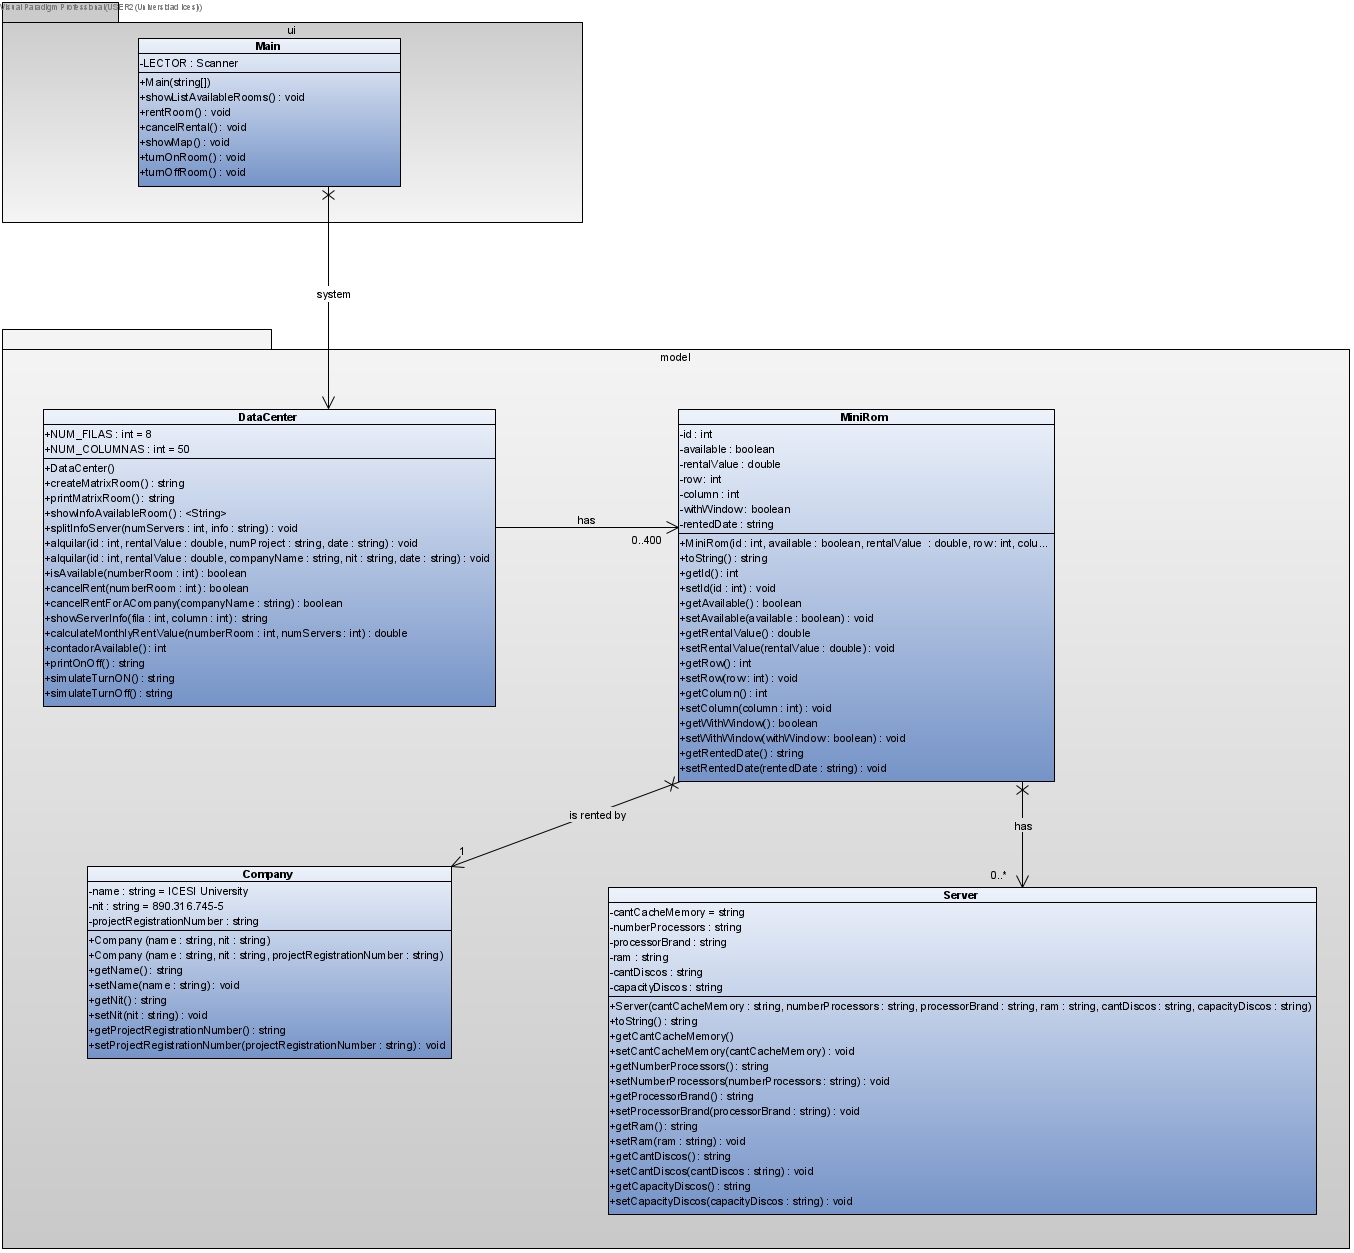 Visual Paradigm Professional(USER2(Universidad Icesi))
ui
Main
-LECTOR : Scanner
+Main(string[])
+showListAvailableRooms() : void
+rentRoom() : void
+cancelRental() : void
+showMap() : void
+turnOnRoom() : void
+turnOffRoom() : void
system
model
DataCenter
+NUM_FILAS : int = 8
+NUM_COLUMNAS : int = 50
+DataCenter()
+createMatrixRoom() : string
+printMatrixRoom() : string
+showInfoAvailableRoom() : <String>
+splitInfoServer(numServers : int, info : string) : void
+alquilar(id : int, rentalValue : double, numProject : string, date : string) : void
+alquilar(id : int, rentalValue : double, companyName : string, nit : string, date : string) : void
+isAvailable(numberRoom : int) : boolean
+cancelRent(numberRoom : int) : boolean
+cancelRentForACompany(companyName : string) : boolean
+showServerInfo(fila : int, column : int) : string
+calculateMonthlyRentValue(numberRoom : int, numServers : int) : double
+contadorAvailable() : int
+printOnOff() : string
+simulateTurnON() : string
+simulateTurnOff() : string
has
0..400
MiniRom
-id : int
-available : boolean
-rentalValue : double
-row : int
-column : int
-withWindow : boolean
-rentedDate : string
+MiniRom(id : int, available : boolean, rentalValue : double, row : int, colu...
+toString() : string
+getId() : int
+setId(id : int) : void
+getAvailable() : boolean
+setAvailable(available : boolean) : void
+getRentalValue() : double
+setRentalValue(rentalValue : double) : void
+getRow() : int
+setRow(row : int) : void
+getColumn() : int
+setColumn(column : int) : void
+getWithWindow() : boolean
+setWithWindow(withWindow : boolean) : void
+getRentedDate() : string
+setRentedDate(rentedDate : string) : void
is rented by
1
has
0..*
Company
-name : string = ICESI University
-nit : string = 890.316.745-5
-projectRegistrationNumber : string
+Company (name : string, nit : string)
+Company (name : string, nit : string, projectRegistrationNumber : string)
+getName() : string
+setName(name : string) : void
+getNit() : string
+setNit(nit : string) : void
+getProjectRegistrationNumber() : string
+setProjectRegistrationNumber(projectRegistrationNumber : string) : void
Server
-cantCacheMemory = string
-numberProcessors : string
-processorBrand : string
-ram : string
-cantDiscos : string
-capacityDiscos : string
+Server(cantCacheMemory : string, numberProcessors : string, processorBrand : string, ram : string, cantDiscos : string, capacityDiscos : string)
+toString() : string
+getCantCacheMemory()
+setCantCacheMemory(cantCacheMemory) : void
+getNumberProcessors() : string
+setNumberProcessors(numberProcessors : string) : void
+getProcessorBrand() : string
+setProcessorBrand(processorBrand : string) : void
+getRam() : string
+setRam(ram : string) : void
+getCantDiscos() : string
+setCantDiscos(cantDiscos : string) : void
+getCapacityDiscos() : string
+setCapacityDiscos(capacityDiscos : string) : void